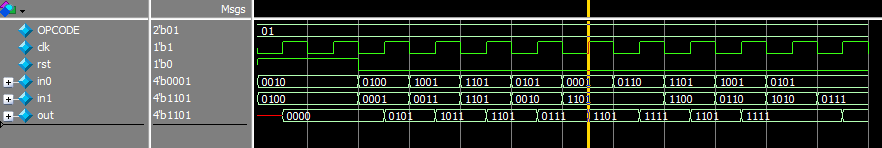 Msgs
OPCODE 2'b01 01
clk 1'b1
rst 1'b0
in0 4'b0001 0010 0100 1001 1101 0101 0001 0110 1101 1001 0101
in1 4'b1101 0100 0001 0011 1101 0010 1101 1100 0110 1010 0111
out 4'b1101 0000 0101 1011 1101 0111 1101 1111 1101 1111